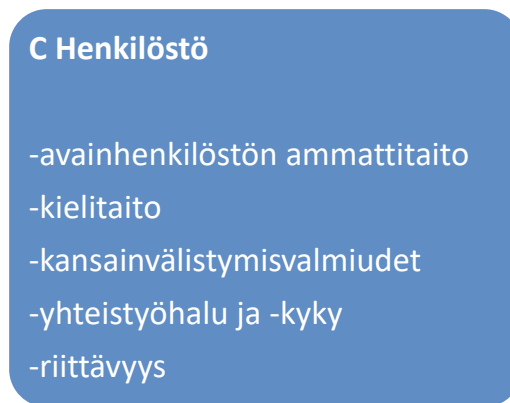 C Henkilöstö
-avainhenkilöstön ammattitaito
-kielitaito
-kansainvälistymisvalmiudet
-yhteistyöhalu ja -kyky
-riittävyys